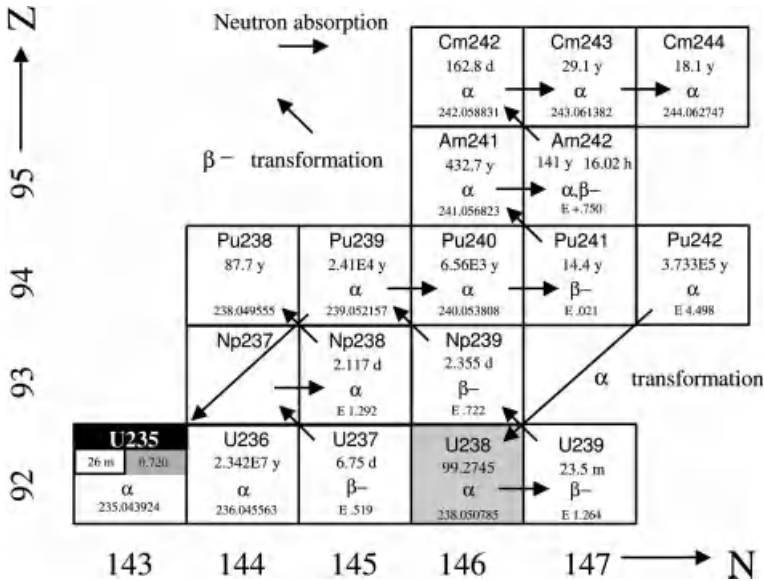 Z
Neutron absorption
β− transformation
Cm242
162.8 d
α
242.058831
Cm243
29.1 y
α
243.061382
Cm244
18.1 y
α
244.062747
95
Am241
432.7 y
α
241.056823
Am242
141 y 16.02 h
α,β−
E +.750
94
Pu238
87.7 y
238.049555
Pu239
2.41E4 y
α
239.052157
Pu240
6.56E3 y
α
240.053808
Pu241
14.4 y
β−
E .021
Pu242
3.733E5 y
α
E 4.498
93
Np237
Np238
2.117 d
α
E 1.292
Np239
2.355 d
β−
E .722
α transformation
92
U235
26 m 0.720
α
235.043924
U236
2.342E7 y
α
236.045563
U237
6.75 d
β−
E .519
U238
99.2745
α
238.050785
U239
23.5 m
β−
E 1.264
143 144 145 146 147 N